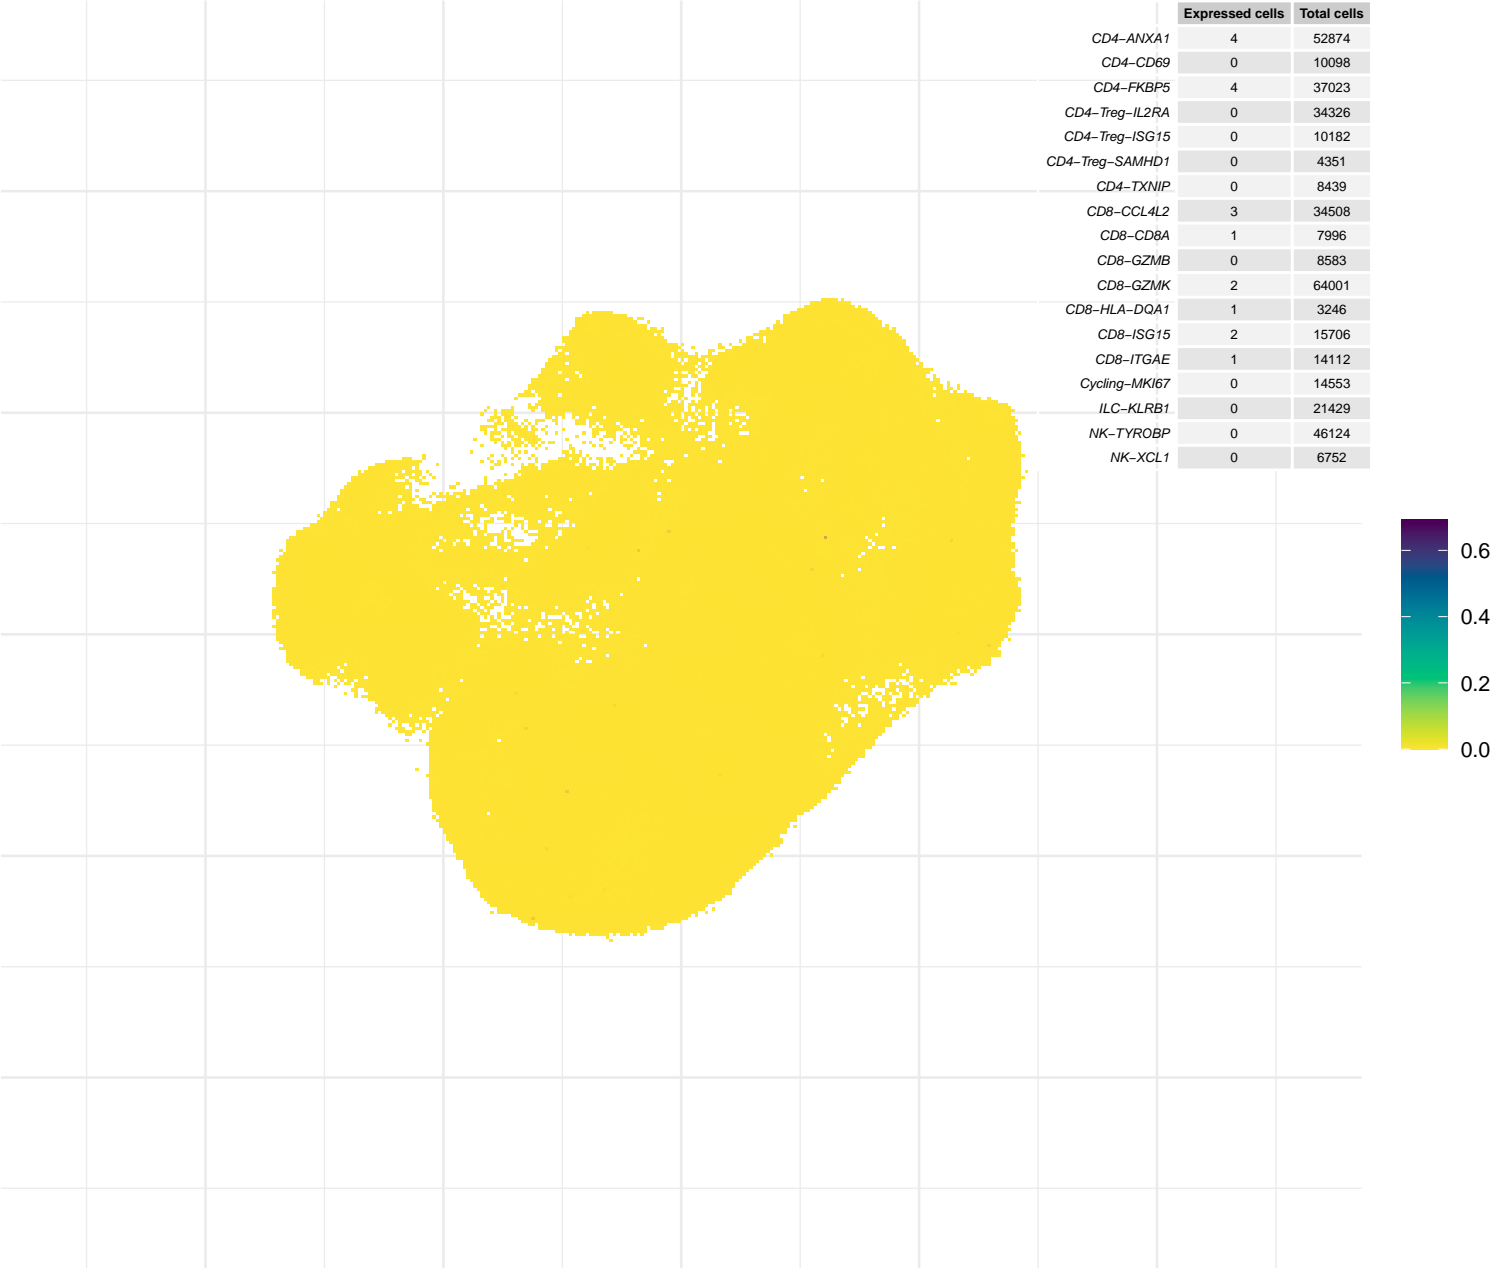 Expressed cells Total cells
CD4−ANXA1 4 52874
CD4−CD69 0 10098
CD4−FKBP5 4 37023
CD4−Treg−IL2RA 0 34326
CD4−Treg−ISG15 0 10182
CD4−Treg−SAMHD1 0 4351
CD4−TXNIP 0 8439
CD8−CCL4L2 3 34508
CD8−CD8A 1 7996
CD8−GZMB 0 8583
CD8−GZMK 2 64001
CD8−HLA−DQA1 1 3246
CD8−ISG15 2 15706
CD8−ITGAE 1 14112
Cycling−MKI67 0 14553
ILC−KLRB1 0 21429
NK−TYROBP 0 46124
NK−XCL1 0 6752
0.6
0.4
0.2
0.0